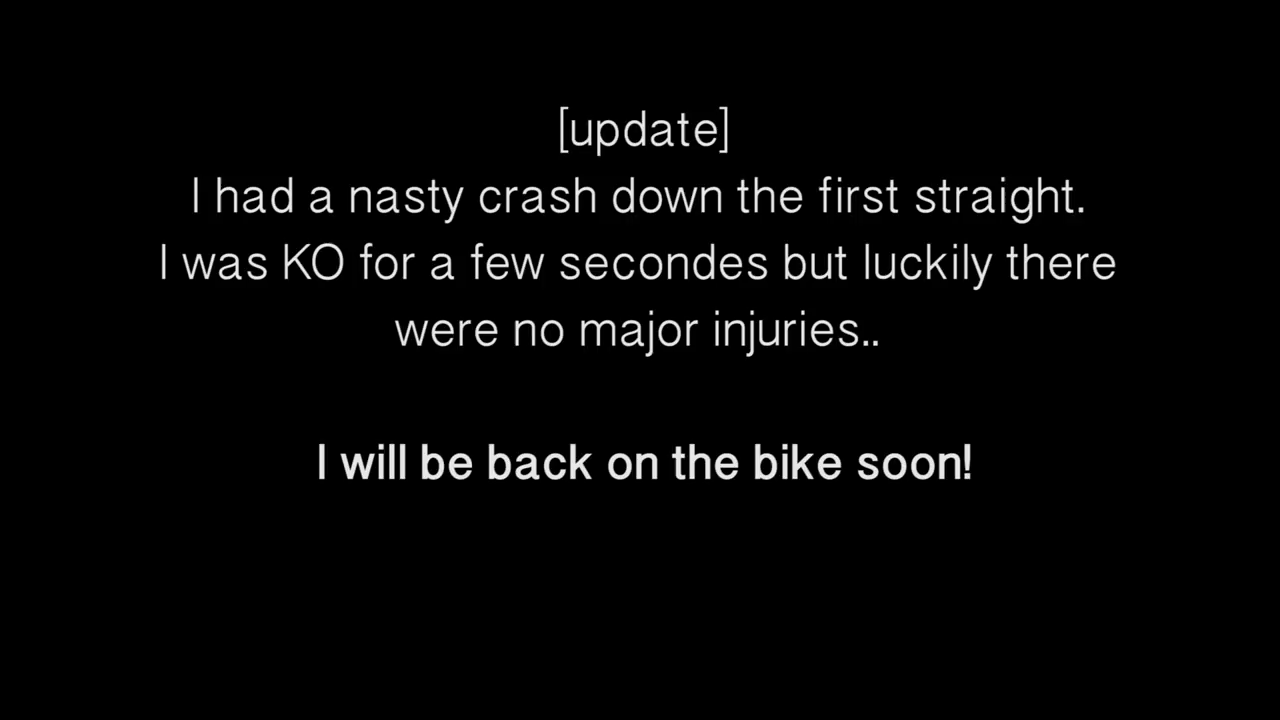 [update]
I had a nasty crash down the first straight.
I was KO for a few secondes but luckily there
were no major injuries..
I will be back on the bike soon!